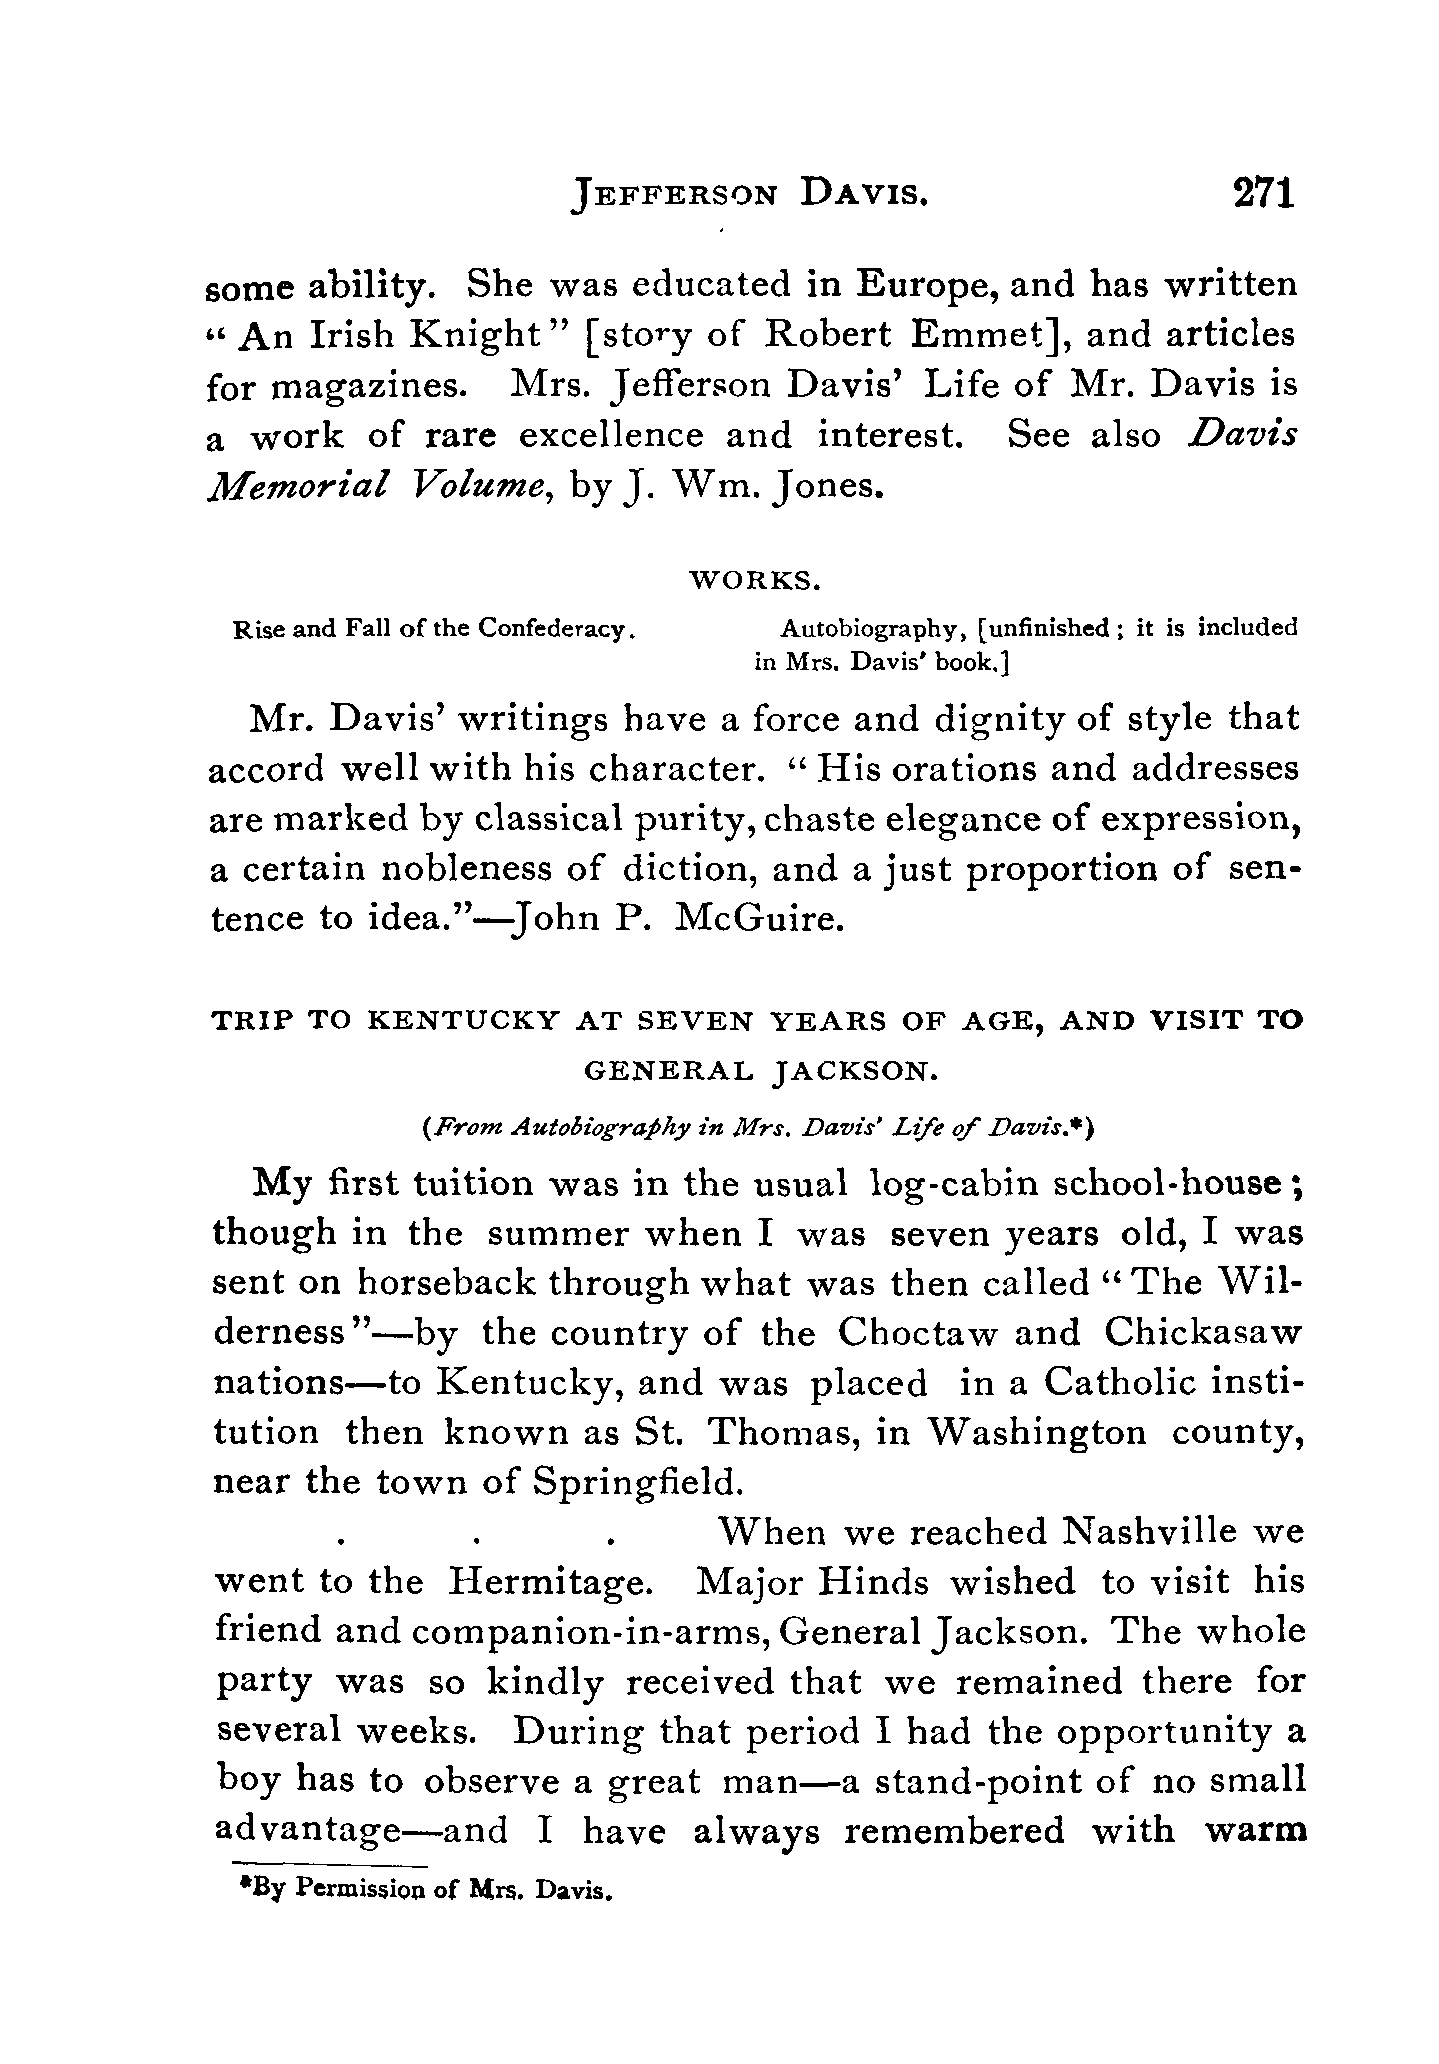 JEFFERSON DAVIS. 271
some ability. She was educated in Europe, and has written
“ An Irish Knight ” [story of Robert Emmet], and articles
for magazines. Mrs. Jefferson Davis’ Life of Mr. Davis is
a work of rare excellence and interest. See also Davis
Memorial Volume, by J. Wm. Jones.
WORKS.
Rise and Fall of the Confederacy. Autobiography, [unfinished ; it is included
in Mrs. Davis’ book.]
Mr. Davis’ writings have a force and dignity of style that
accord well with his character. “ His orations and addresses
are marked by classical purity, chaste elegance of expression,
a certain nobleness of diction, and a just proportion of sen-
tence to idea.”—John P. McGuire.
TRIP TO KENTUCKY AT SEVEN YEARS OF AGE, AND VISIT TO
GENERAL JACKSON.
(From Autobiography in Mrs. Davis’ Life of Davis.*)
My first tuition was in the usual log-cabin school-house ;
though in the summer when I was seven years old, I was
sent on horseback through what was then called “ The Wil-
derness ”—by the country of the Choctaw and Chickasaw
nations—to Kentucky, and was placed in a Catholic insti-
tution then known as St. Thomas, in Washington county,
near the town of Springfield.
. . . When we reached Nashville we
went to the Hermitage. Major Hinds wished to visit his
friend and companion-in-arms, General Jackson. The whole
party was so kindly received that we remained there for
several weeks. During that period I had the opportunity a
boy has to observe a great man—a stand-point of no small
advantage—and I have always remembered with warm
*By Permission of Mrs. Davis.